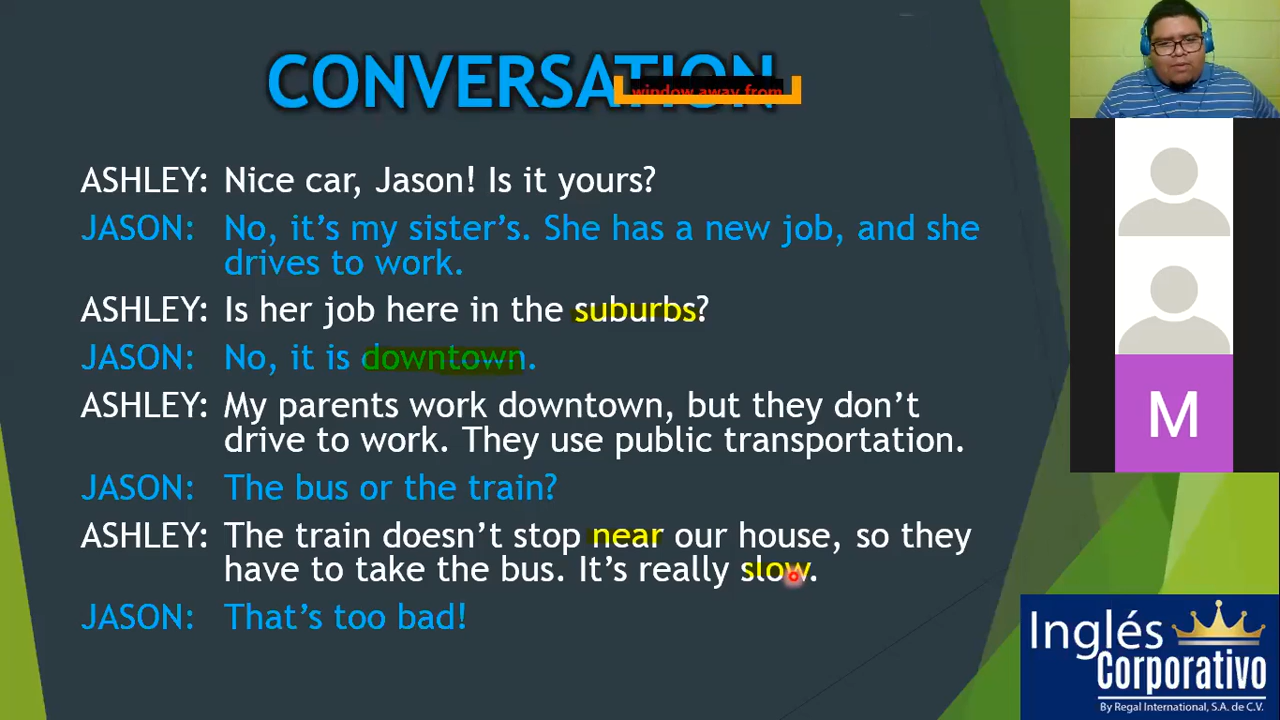 CONVERSATION
window away from
ASHLEY: Nice car, Jason! Is it yours?
JASON: No, it’s my sister’s. She has a new job, and she
drives to work.
ASHLEY: Is her job here in the suburbs?
JASON: No, it is downtown.
ASHLEY: My parents work downtown, but they don’t
drive to work. They use public transportation.
JASON: The bus or the train?
ASHLEY: The train doesn’t stop near our house, so they
have to take the bus. It’s really slow.
JASON: That’s too bad!
M
Inglés
Corporativo
By Regal International, S.A. de C.V.